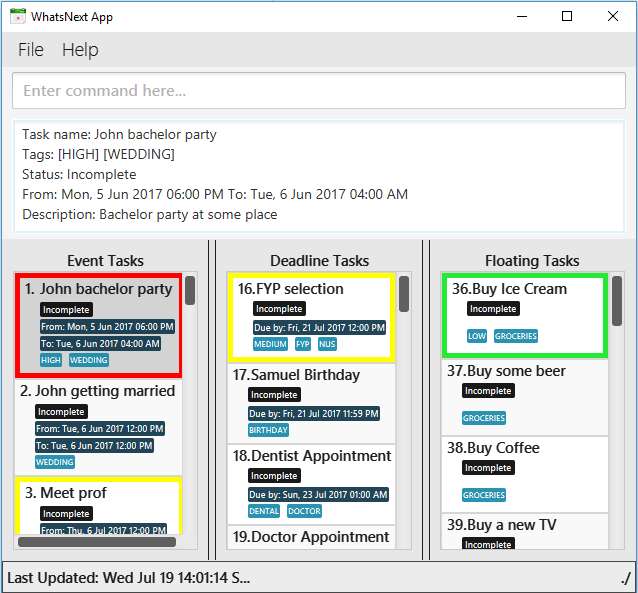 WhatsNext App
File Help
Enter command here...
Task name: John bachelor party
Tags: [HIGH] [WEDDING]
Status: Incomplete
From: Mon, 5 Jun 2017 06:00 PM To: Tue, 6 Jun 2017 04:00 AM
Description: Bachelor party at some place
Event Tasks
1. John bachelor party
Incomplete
From: Mon, 5 Jun 2017 06:00 PM
To: Tue, 6 Jun 2017 04:00 AM
HIGH WEDDING
2. John getting married
Incomplete
From: Tue, 6 Jun 2017 12:00 PM
To: Tue, 6 Jun 2017 12:00 PM
WEDDING
3. Meet prof
Incomplete
From: Thu, 6 Jul 2017 12:00 PM
Deadline Tasks
16.FYP selection
Incomplete
Due by: Fri, 21 Jul 2017 12:00 PM
MEDIUM FYP NUS
17.Samuel Birthday
Incomplete
Due by: Fri, 21 Jul 2017 11:59 PM
BIRTHDAY
18.Dentist Appointment
Incomplete
Due by: Sun, 23 Jul 2017 01:00 AM
DENTAL DOCTOR
19.Doctor Appointment
Floating Tasks
36.Buy Ice Cream
Incomplete
LOW GROCERIES
37.Buy some beer
Incomplete
GROCERIES
38.Buy Coffee
Incomplete
GROCERIES
39.Buy a new TV
Incomplete
Last Updated: Wed Jul 19 14:01:14 S...
./